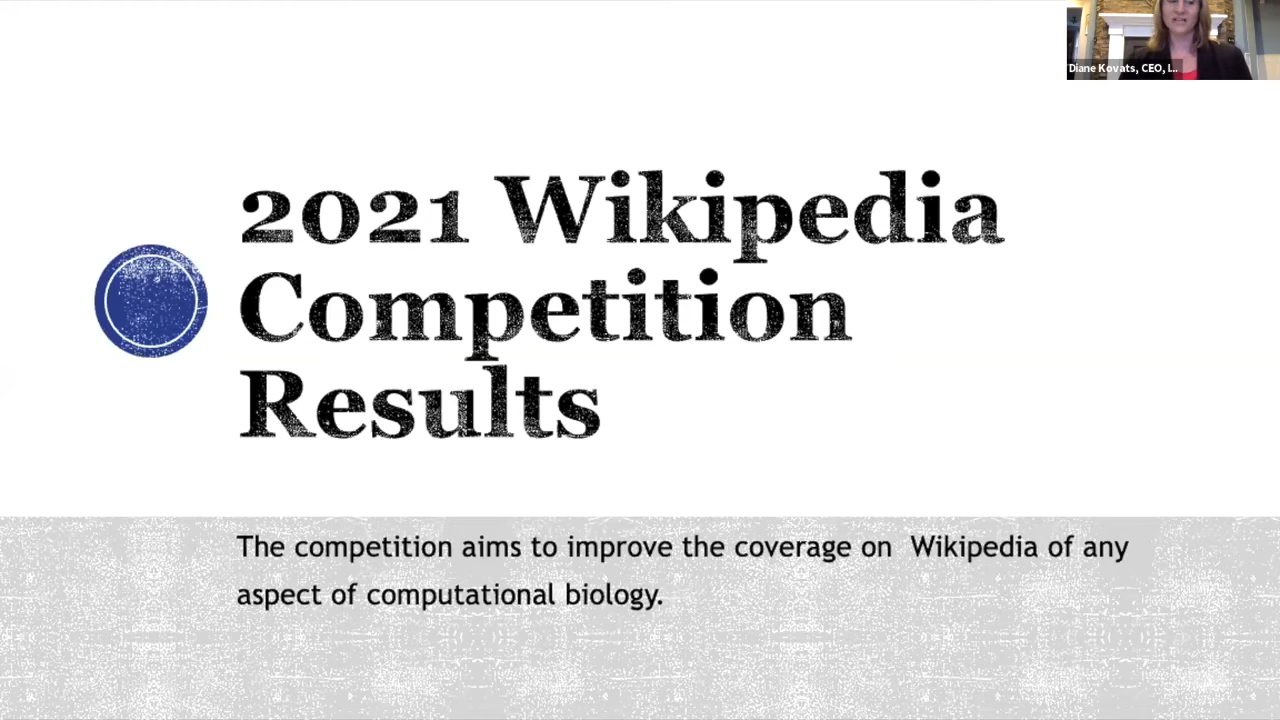 Diane Kovats, CEO, I...
2021 Wikipedia
Competition
Results
The competition aims to improve the coverage on Wikipedia of any
aspect of computational biology.